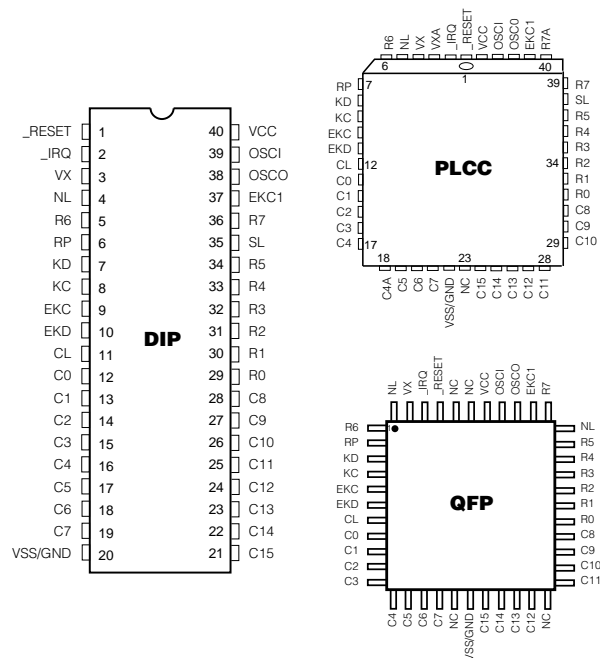 _RESET 1 40 VCC
_IRQ 2 39 OSCI
VX 3 38 OSCO
NL 4 37 EKC1
R6 5 36 R7
RP 6 35 SL
KD 7 34 R5
KC 8 33 R4
EKC 9 32 R3
EKD 10 31 R2
DIP
CL 11 30 R1
C0 12 29 R0
C1 13 28 C8
C2 14 27 C9
C3 15 26 C10
C4 16 25 C11
C5 17 24 C12
C6 18 23 C13
C7 19 22 C14
VSS/GND 20 21 C15
R6 NL VX VXA _IRQ _RESET VCC OSCI OSC0 EKC1 R7A
6 1 40
RP 7 39 R7
KD SL
KC R5
EKC R4
EKD R3
CL 12 34 R2
PLCC
C0 R1
C1 R0
C2 C8
C3 C9
C4 17 29 C10
18 23 28
C4A C5 C6 C7 VSS/GND NC C15 C14 C13 C12 C11
NL VX _IRQ _RESET NC NC VCC OSCI OSCO EKC1 R7
R6 1 NL
RP R5
KD R4
KC R3
EKC R2
EKD R1
QFP
CL R0
C0 C8
C1 C9
C2 C10
C3 C11
C4 C5 C6 C7 NC VSS/GND C15 C14 C13 C12 NC